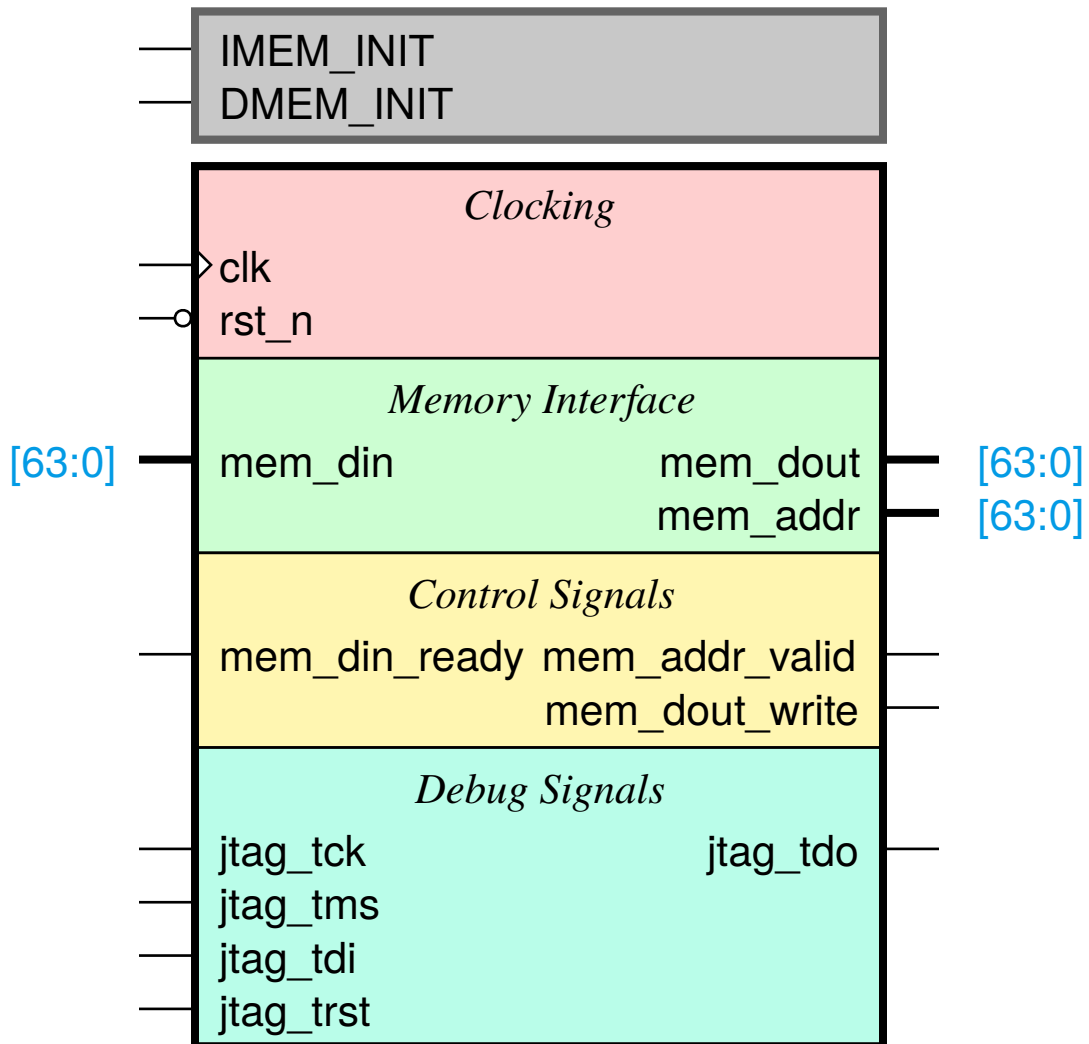 IMEM_INIT
DMEM_INIT
Clocking
clk
rst_n
Memory Interface
[63:0] mem_din mem_dout [63:0]
mem_addr [63:0]
Control Signals
mem_din_ready mem_addr_valid
mem_dout_write
Debug Signals
jtag_tck jtag_tdo
jtag_tms
jtag_tdi
jtag_trst